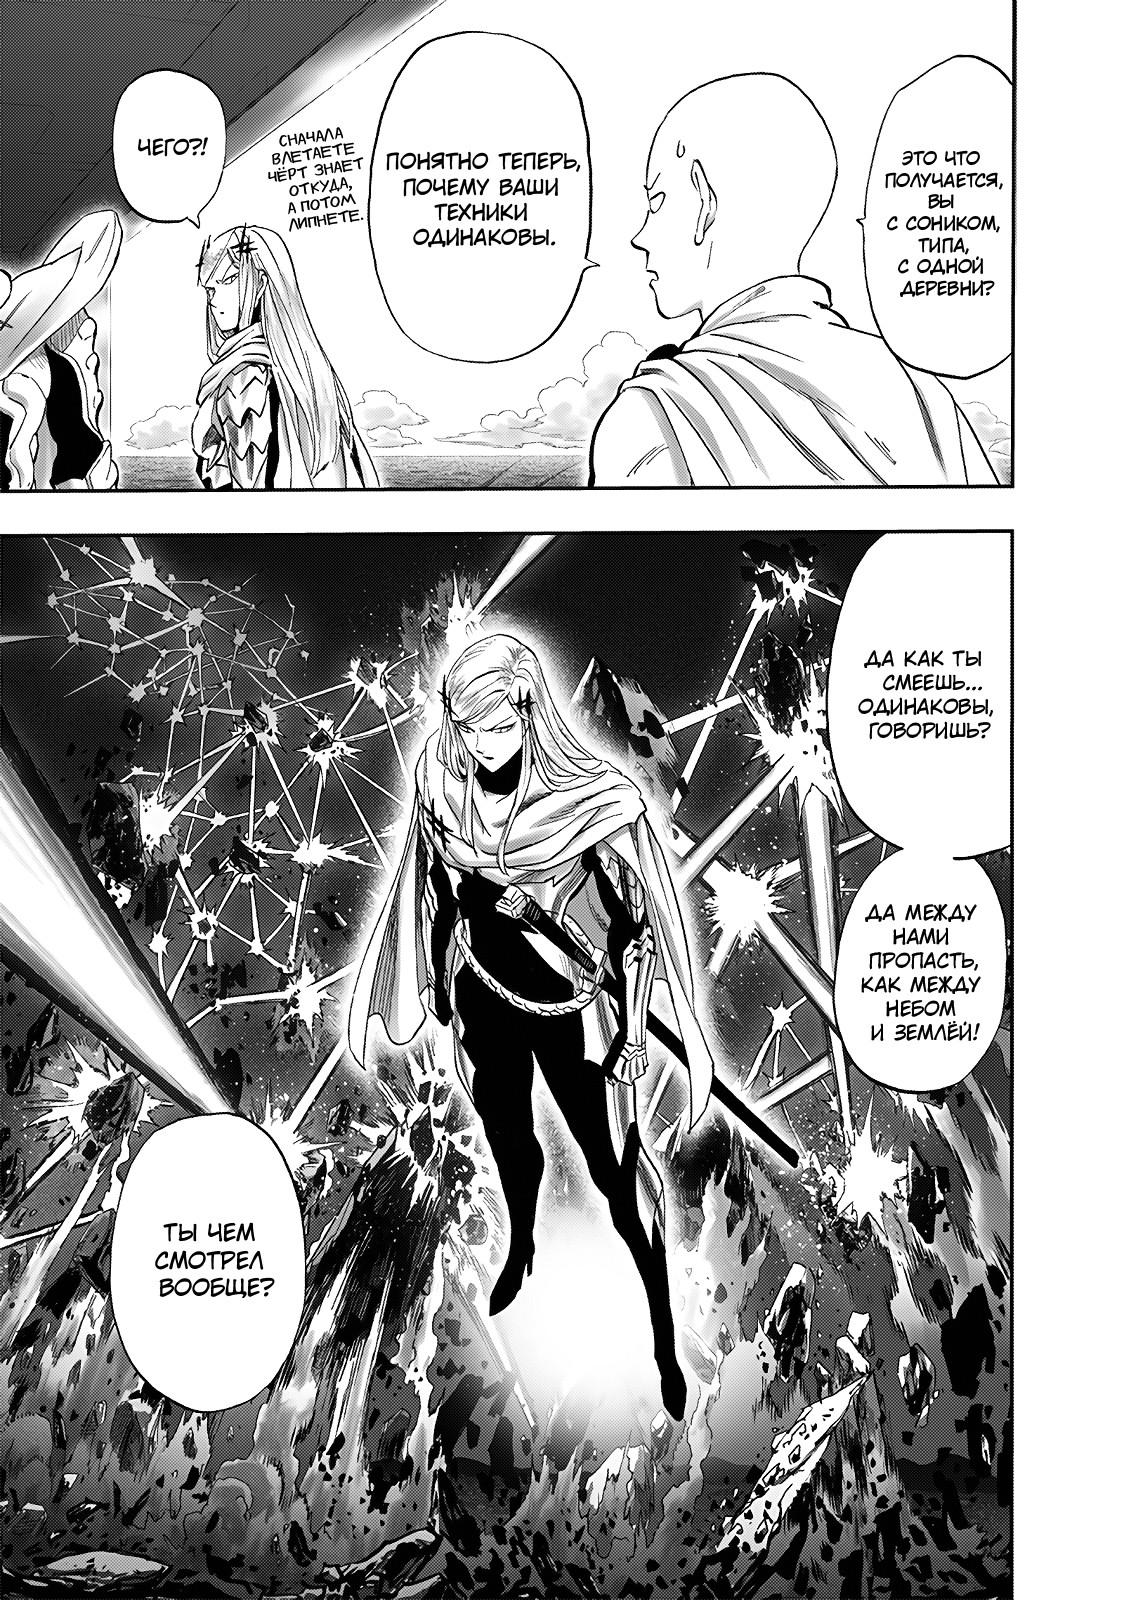 ЭТО ЧТО
ПОЛУЧАЕТСЯ,
ВЫ
С СОНИКОМ,
ТИПА,
С ОДНОЙ
ДЕРЕВНИ?
ПОНЯТНО ТЕПЕРЬ,
ПОЧЕМУ ВАШИ
ТЕХНИКИ
ОДИНАКОВЫ.
СНАЧАЛА
ВЛЕТАЕТЕ
ЧЁРТ ЗНАЕТ
ОТКУДА,
А ПОТОМ
ЛИПНЕТЕ.
ЧЕГО?!
ДА КАК ТЫ
СМЕЕШЬ...
ОДИНАКОВЫ,
ГОВОРИШЬ?
ДА МЕЖДУ
НАМИ
ПРОПАСТЬ,
КАК МЕЖДУ
НЕБОМ
И ЗЕМЛЁЙ!
ТЫ ЧЕМ
СМОТРЕЛ
ВООБЩЕ?